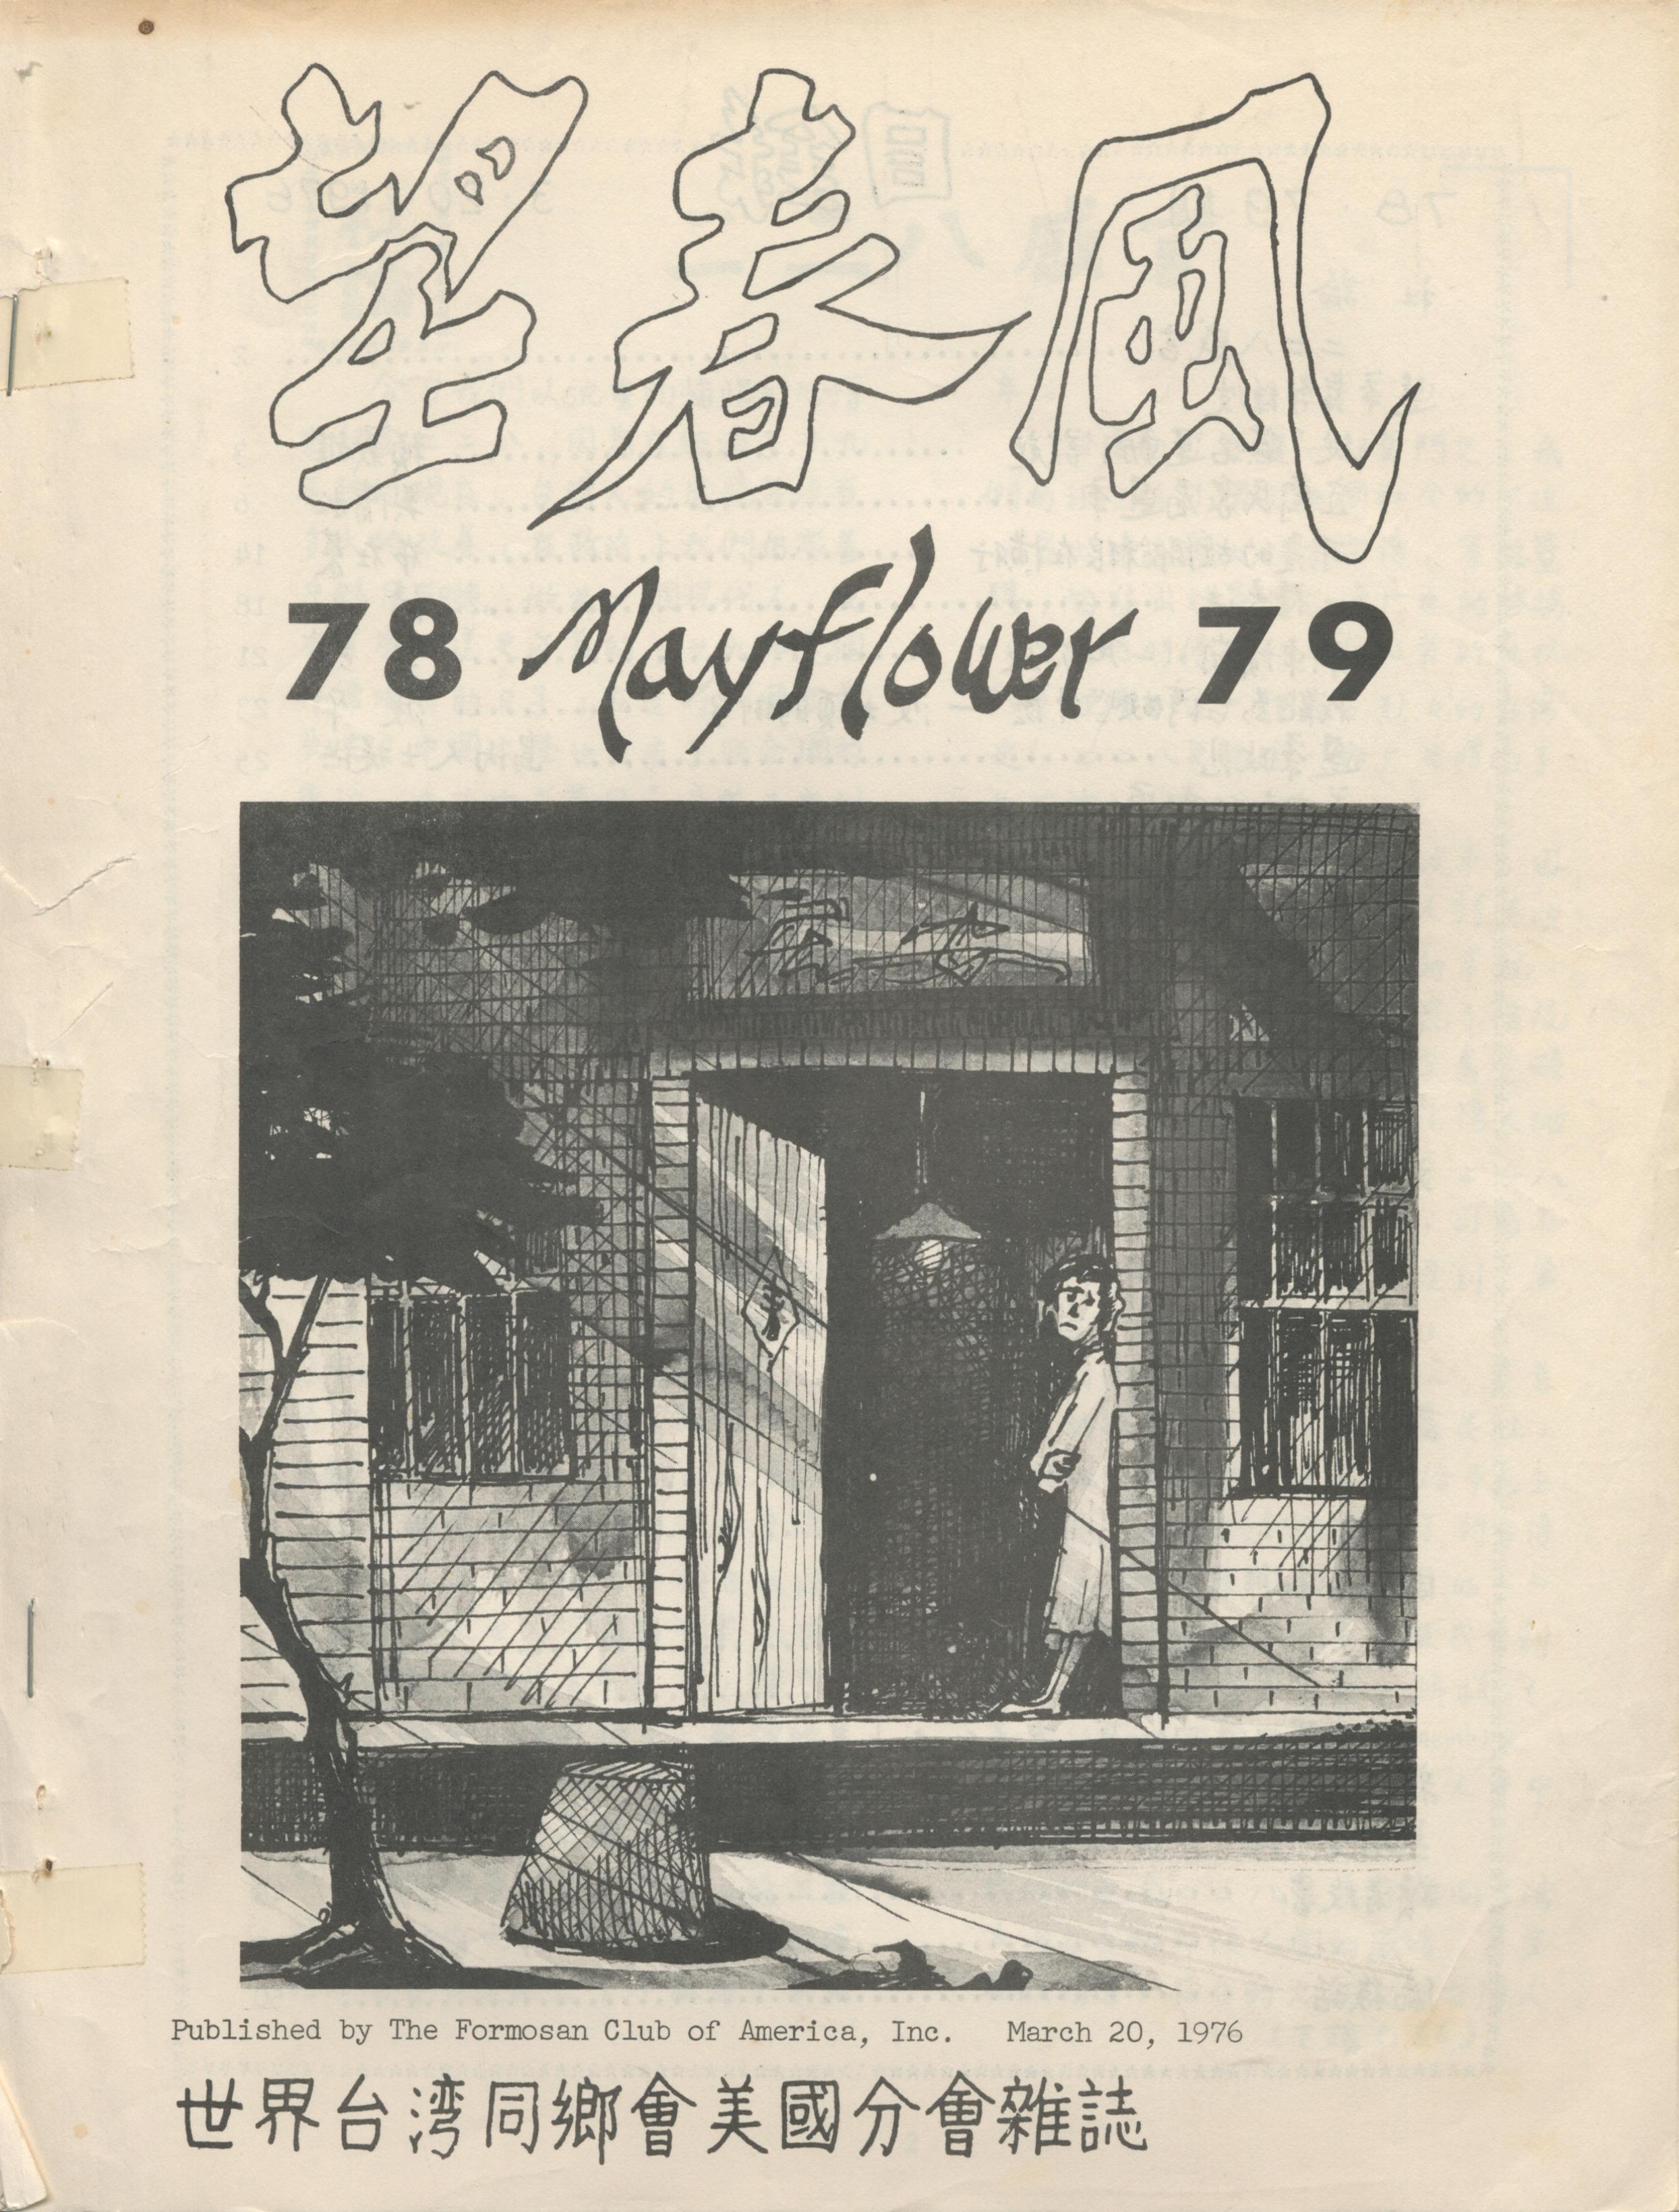 望春風
78 Mayflower 79
Published by The Formosan Club of America, Inc. March 20, 1976
世界台湾同鄉會美國分會雜誌